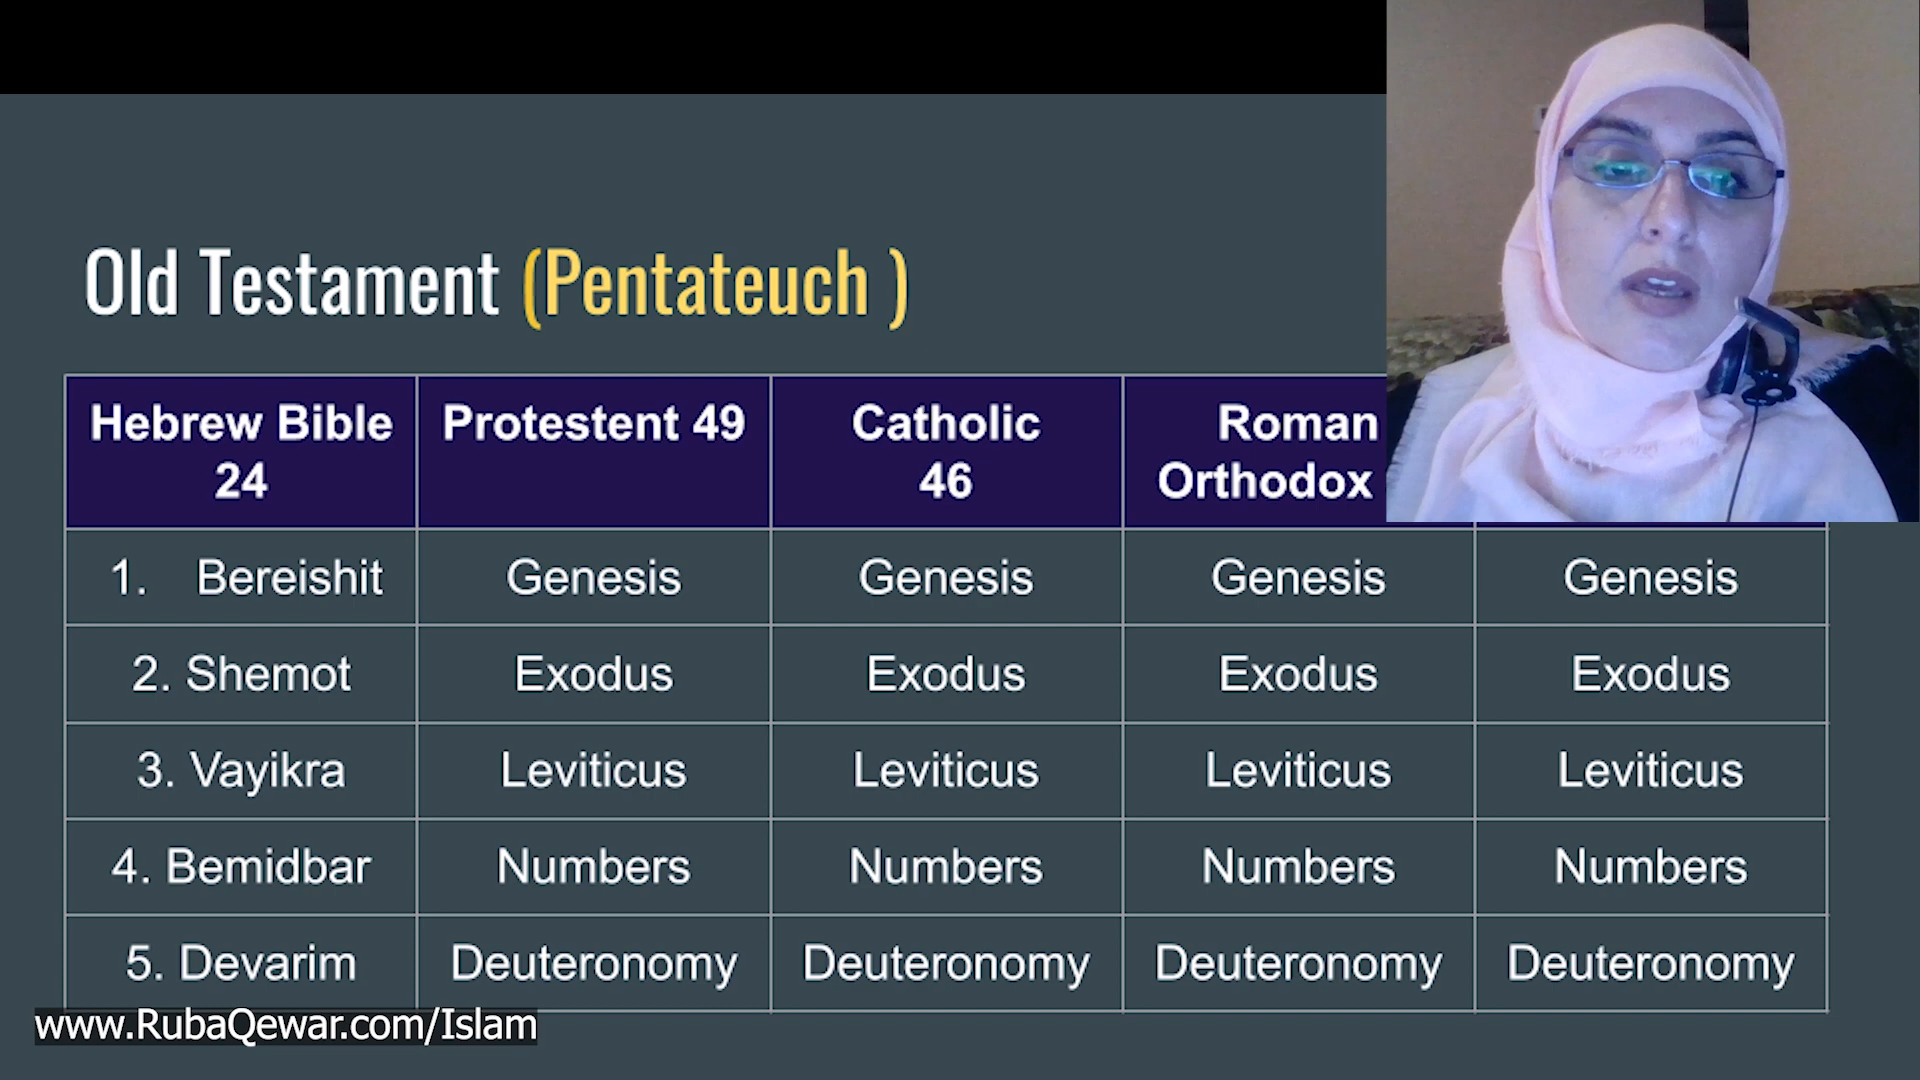 Old Testament (Pentateuch )
Hebrew Bible 24 Protestent 49 Catholic 46 Roman Orthodox
1. Bereishit Genesis Genesis Genesis Genesis
2. Shemot Exodus Exodus Exodus Exodus
3. Vayikra Leviticus Leviticus Leviticus Leviticus
4. Bemidbar Numbers Numbers Numbers Numbers
5. Devarim Deuteronomy Deuteronomy Deuteronomy Deuteronomy
www.RubaQewar.com/Islam